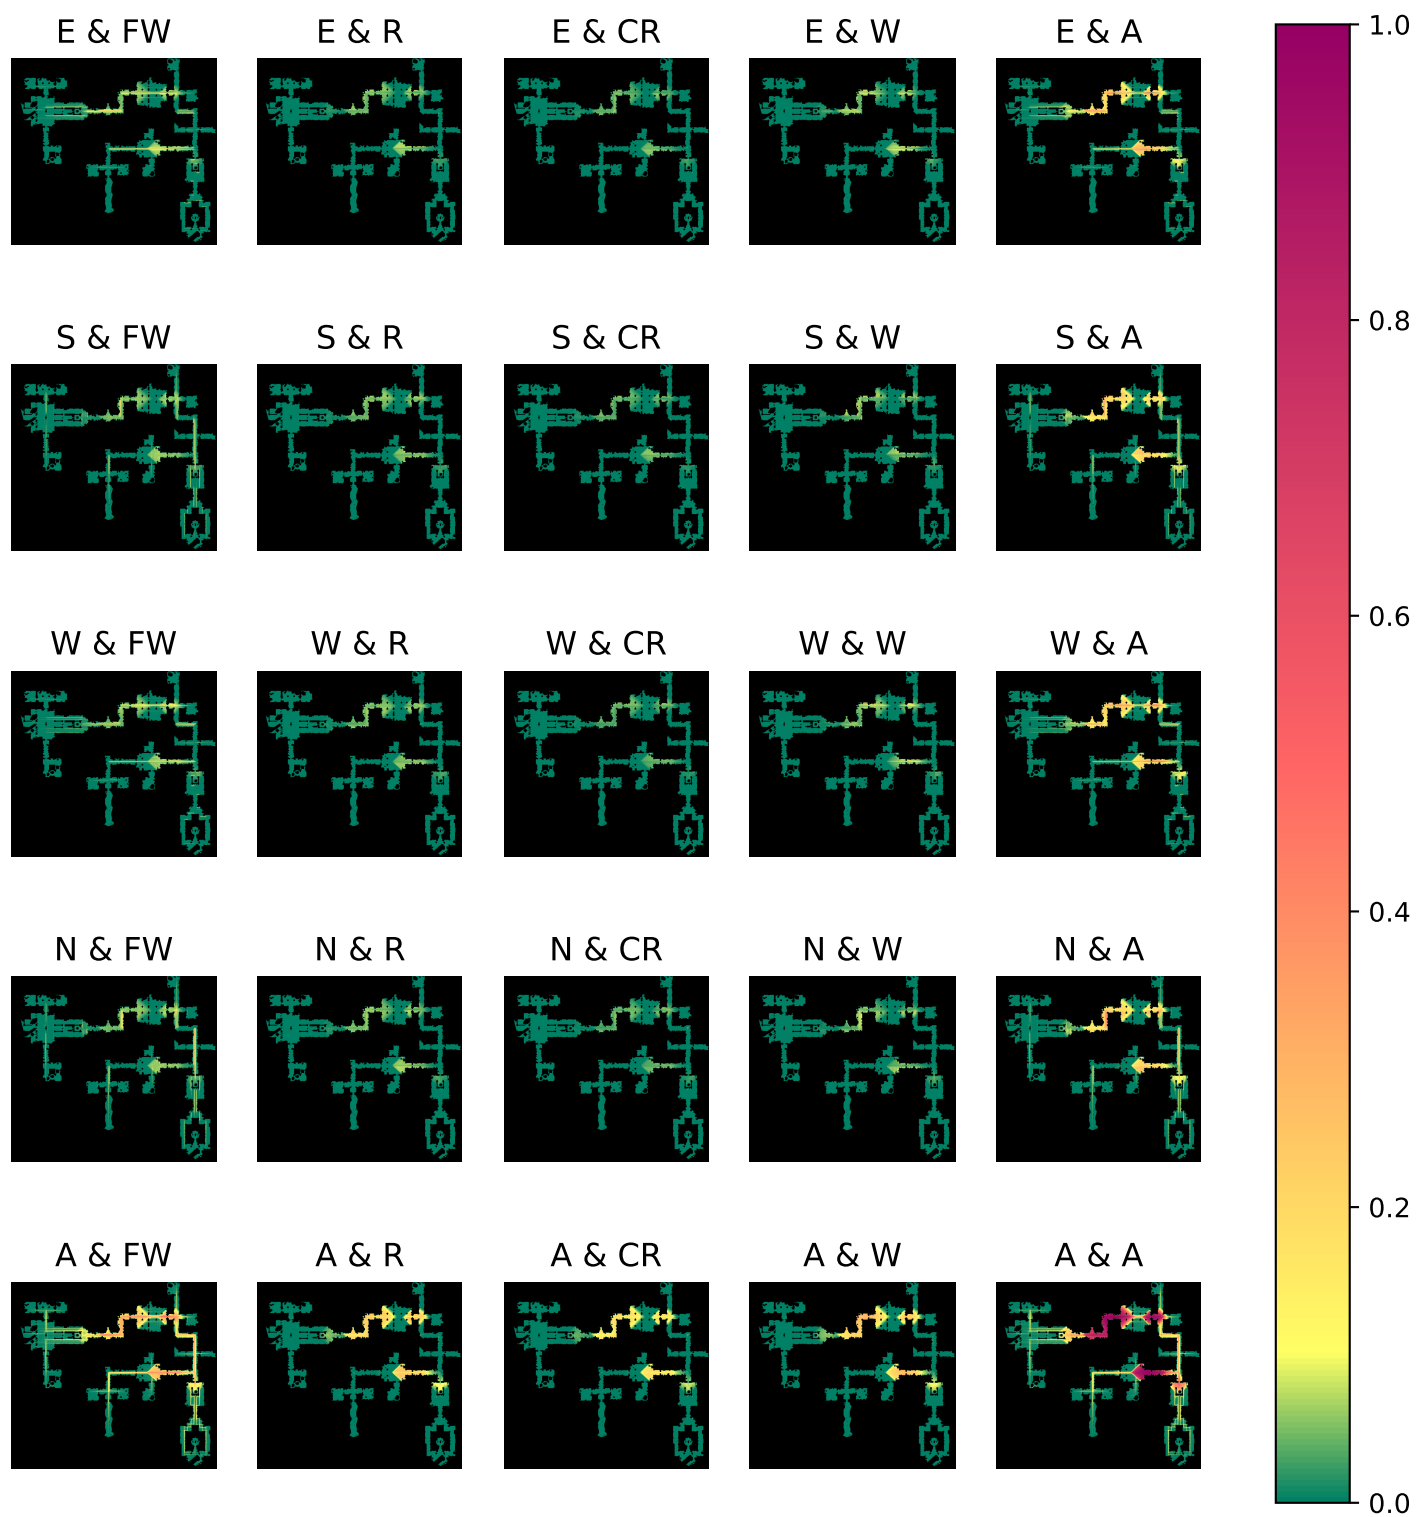 E & FW E & R E & CR E & W E & A 1.0
0.8
S & FW S & R S & CR S & W S & A
0.6
W & FW W & R W & CR W & W W & A
0.4
N & FW N & R N & CR N & W N & A
0.2
A & FW A & R A & CR A & W A & A
0.0